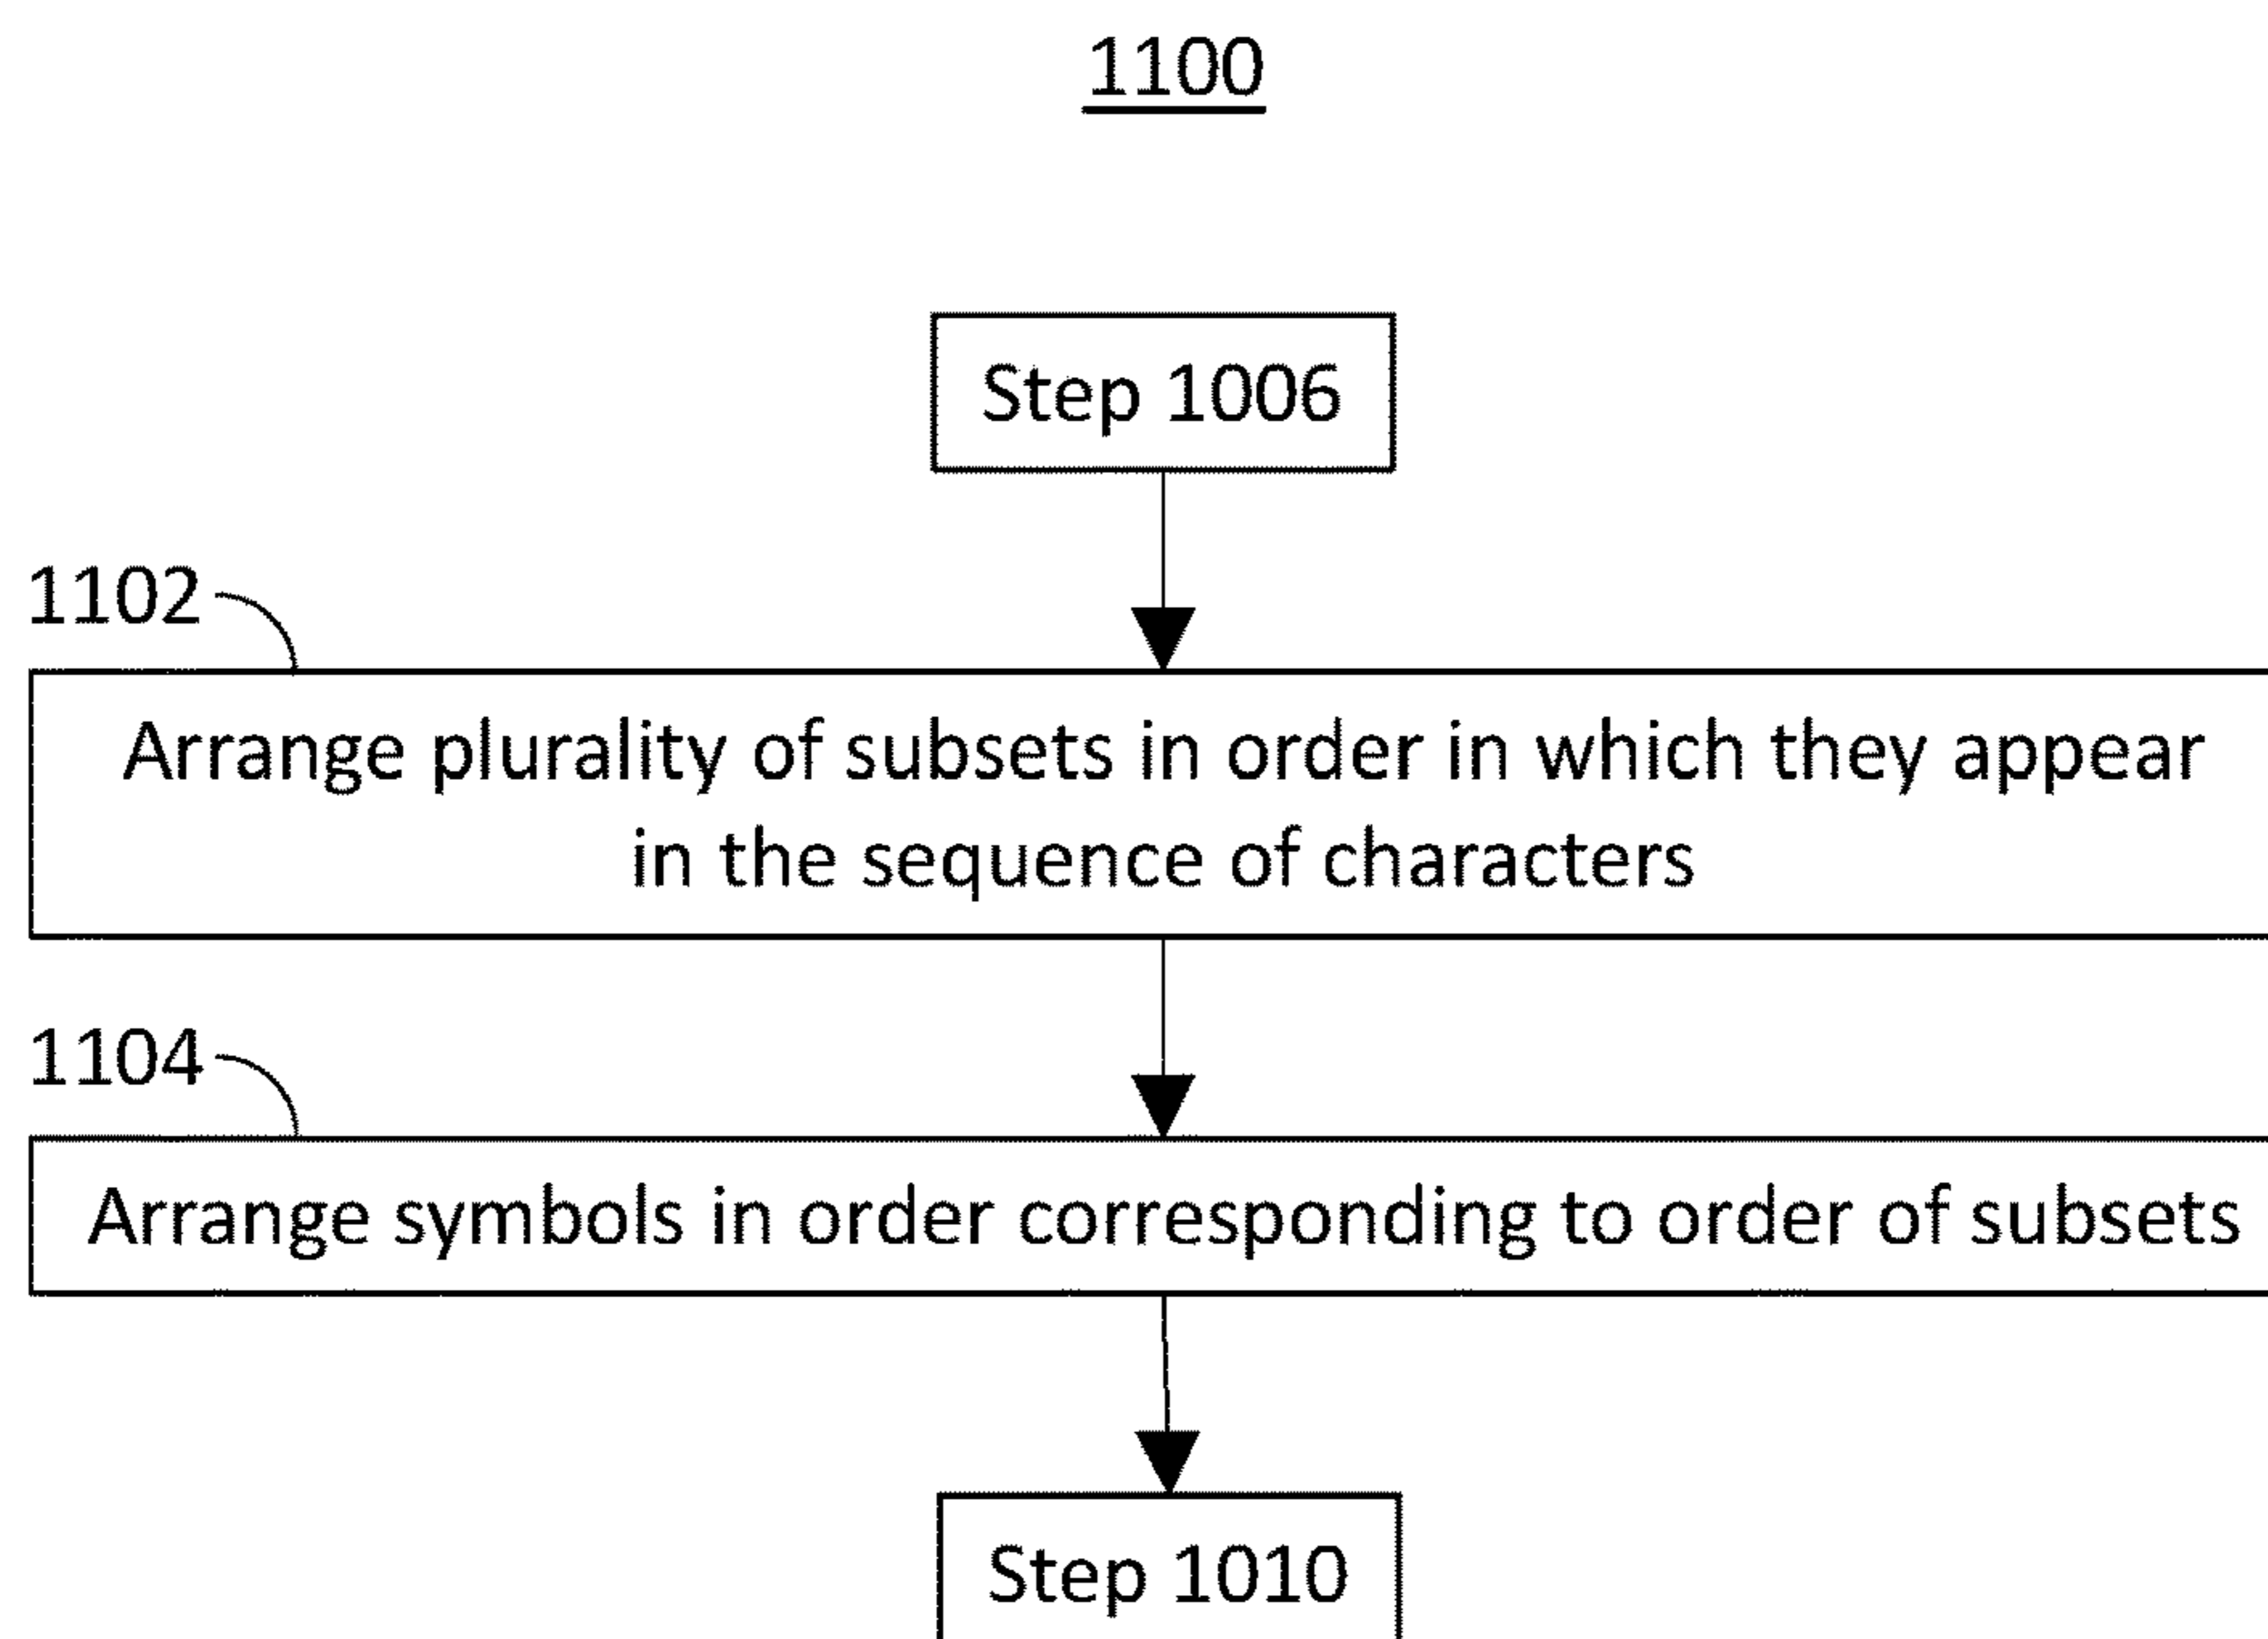 1100
Step 1006
1102
Arrange plurality of subsets in order in which they appear
in the sequence of characters
1104
Arrange symbols in order corresponding to order of subsets
Step 1010